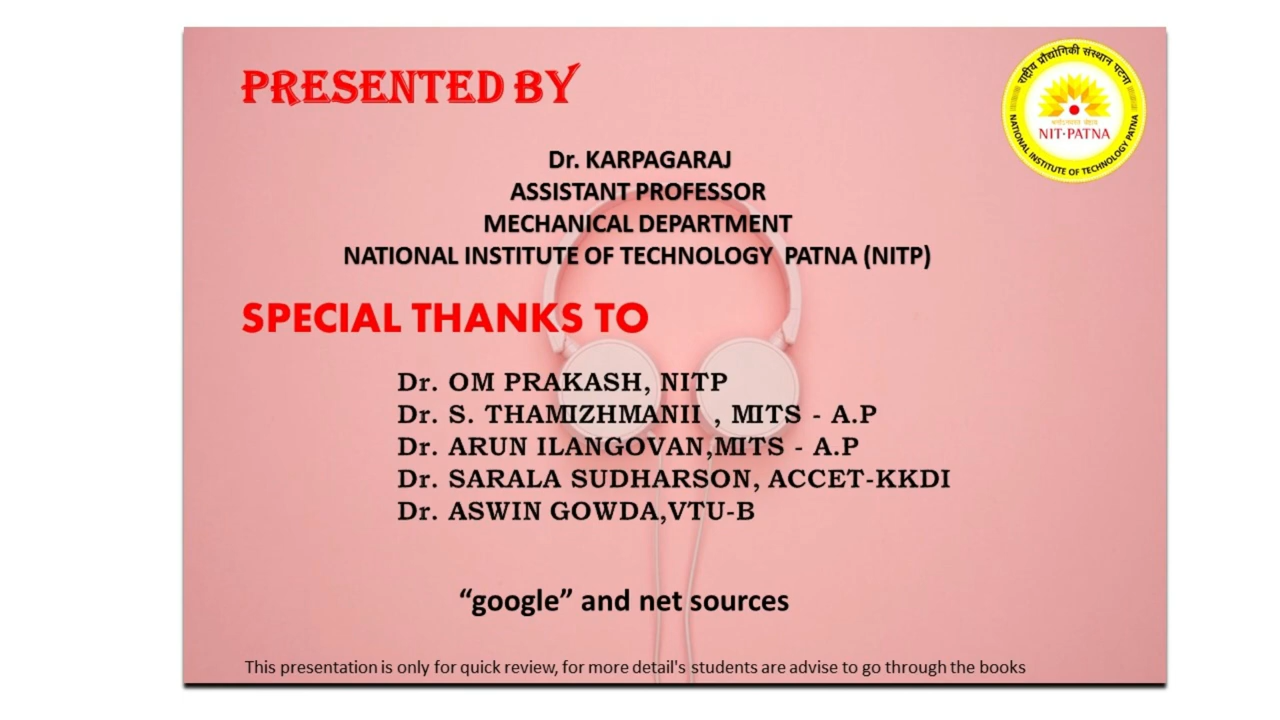 PRESENTED BY
राष्ट्रीय प्रौद्योगिकी संस्थान पटना
NIT-PATNA
NATIONAL INSTITUTE OF TECHNOLOGY PATNA
Dr. KARPAGARAJ
ASSISTANT PROFESSOR
MECHANICAL DEPARTMENT
NATIONAL INSTITUTE OF TECHNOLOGY PATNA (NITP)
SPECIAL THANKS TO
Dr. OM PRAKASH, NITP
Dr. S. THAMIZHMANII , MITS - A.P
Dr. ARUN ILANGOVAN,MITS - A.P
Dr. SARALA SUDHARSON, ACCET-KKDI
Dr. ASWIN GOWDA,VTU-B
“google” and net sources
This presentation is only for quick review, for more detail's students are advise to go through the books